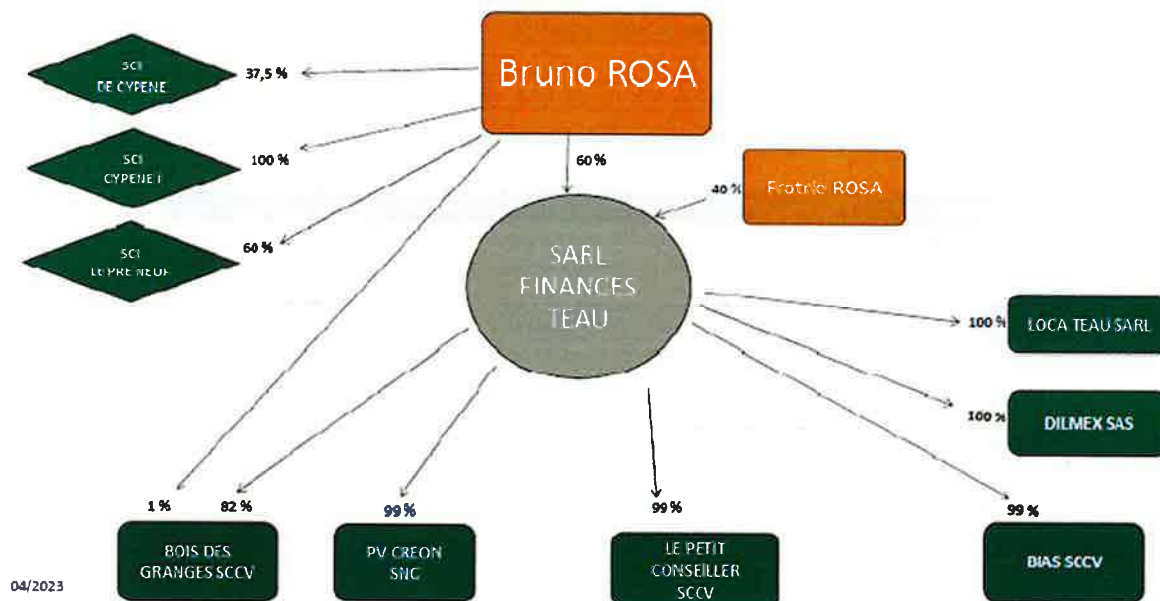 SCI
DE CYPENE
37,5 %
Bruno ROSA
SCI
CYPENE I
100 %
60 %
40 %
Fratrie ROSA
SCI
LE PRE NEUF
60 %
SARL
FINANCES
TEAU
100 %
LOCA TEAU SARL
100 %
DILMEX SAS
1 %
82 %
99 %
99 %
99 %
BOIS DES
GRANGES SCCV
PV CREON
SNC
LE PETIT
CONSEILLER
SCCV
BIAS SCCV
04/2023